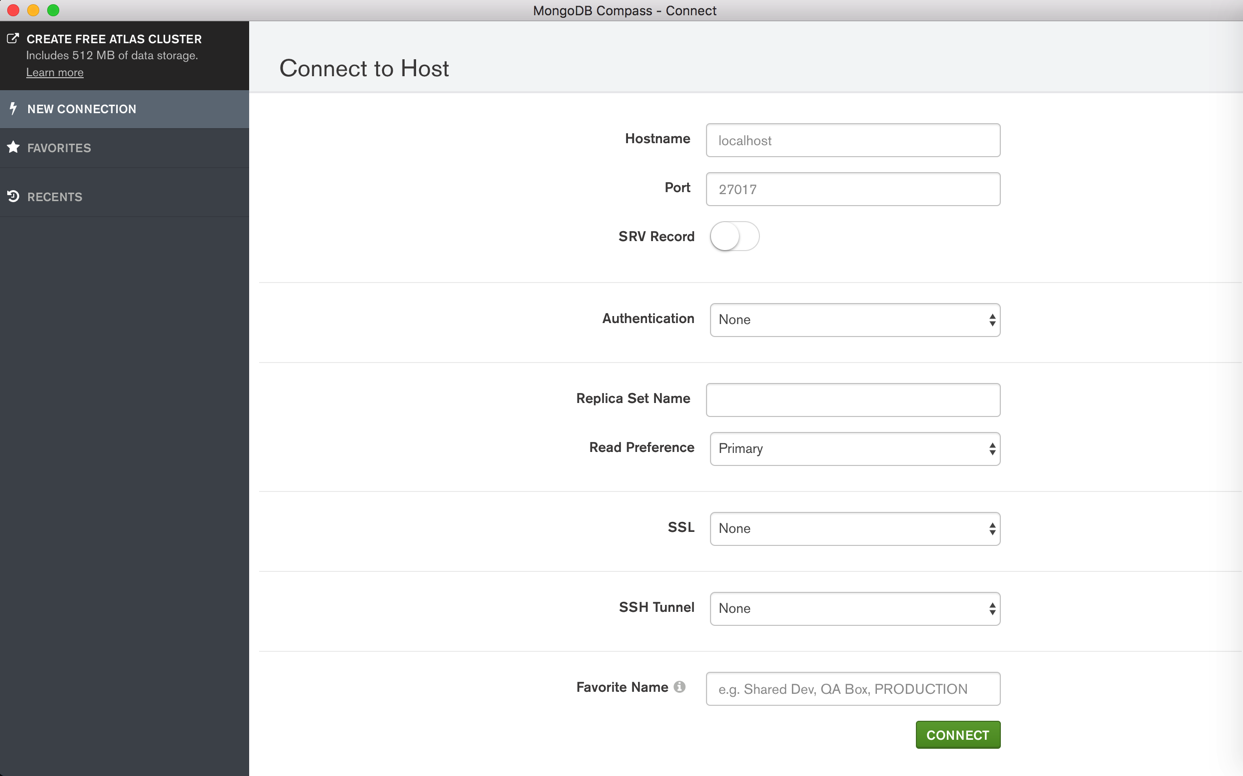 MongoDB Compass - Connect
CREATE FREE ATLAS CLUSTER
Includes 512 MB of data storage.
Learn more
NEW CONNECTION
FAVORITES
RECENTS
Connect to Host
Hostname localhost
Port 27017
SRV Record
Authentication None
Replica Set Name
Read Preference Primary
SSL None
SSH Tunnel None
Favorite Name e.g. Shared Dev, QA Box, PRODUCTION
CONNECT